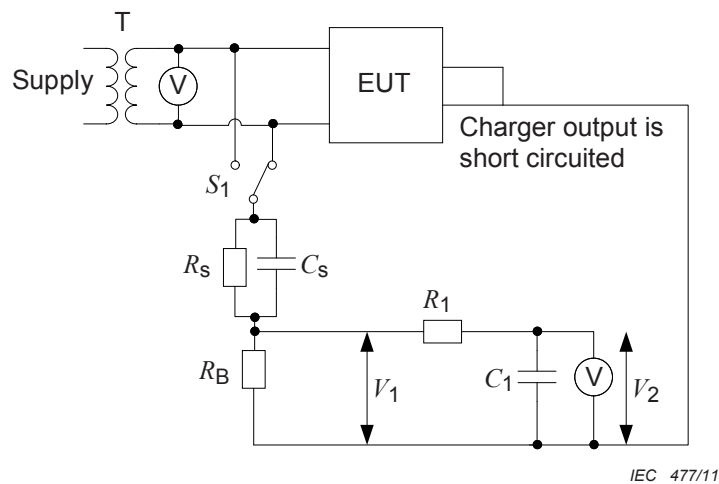 T
Supply
V
EUT
Charger output is
short circuited
S1
Rs
Cs
R1
RB
V1
C1
V
V2
IEC 477/11